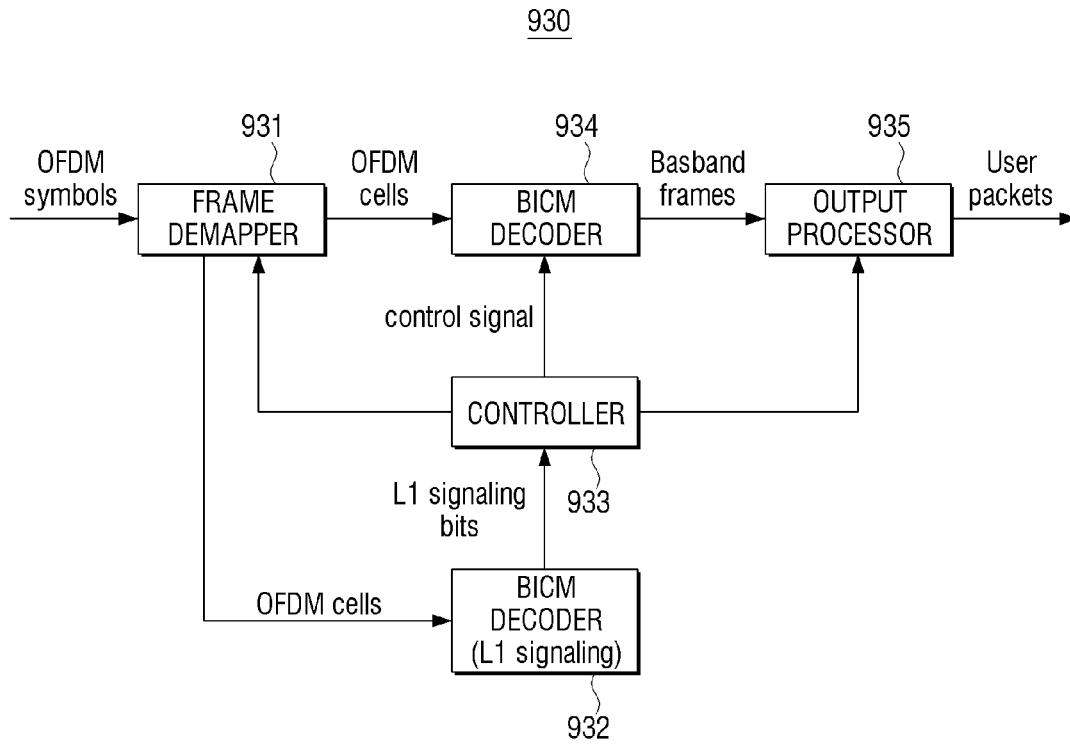 930
931
934
935
OFDM
symbols
FRAME
DEMAPPER
OFDM
cells
BICM
DECODER
Basband
frames
OUTPUT
PROCESSOR
User
packets
control signal
CONTROLLER
933
L1 signaling
bits
OFDM cells
BICM
DECODER
(L1 signaling)
932